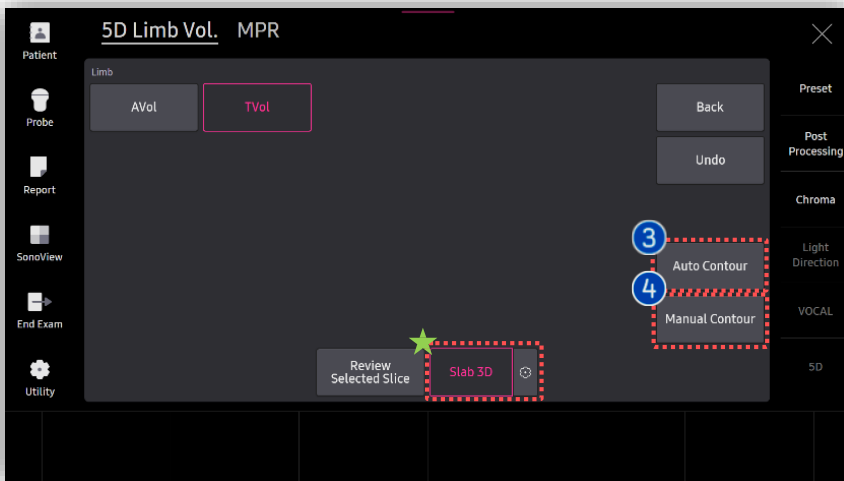 5D Limb Vol. MPR
Patient
Probe
Report
SonoView
End Exam
Utility
Limb
AVol
TVol
Back
Undo
3
Auto Contour
4
Manual Contour
Review
Selected Slice
Slab 3D
Preset
Post
Processing
Chroma
Light
Direction
VOCAL
5D